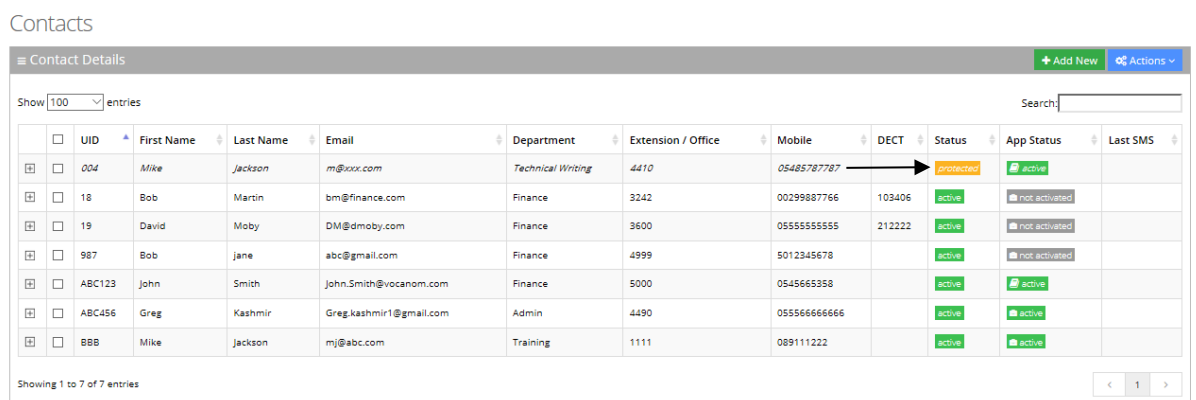 Contacts
Contact Details Add New Actions
Show 100 entries Search:
UID First Name Last Name Email Department Extension / Office Mobile DECT Status App Status Last SMS
004 Mike Jackson m@xxx.com Technical Writing 4410 05485787787 protected active
18 Bob Martin bm@finance.com Finance 3242 00299887766 103406 active not activated
19 David Moby DM@dmoby.com Finance 3600 05555555555 212222 active not activated
987 Bob jane abc@gmail.com Finance 4999 5012345678 active not activated
ABC123 John Smith John.Smith@vocanom.com Finance 5000 0545665358 active active
ABC456 Greg Kashmir Greg.kashmir1@gmail.com Admin 4490 055566666666 active active
BBB Mike Jackson mj@abc.com Training 1111 089111222 active active
Showing 1 to 7 of 7 entries < 1 >